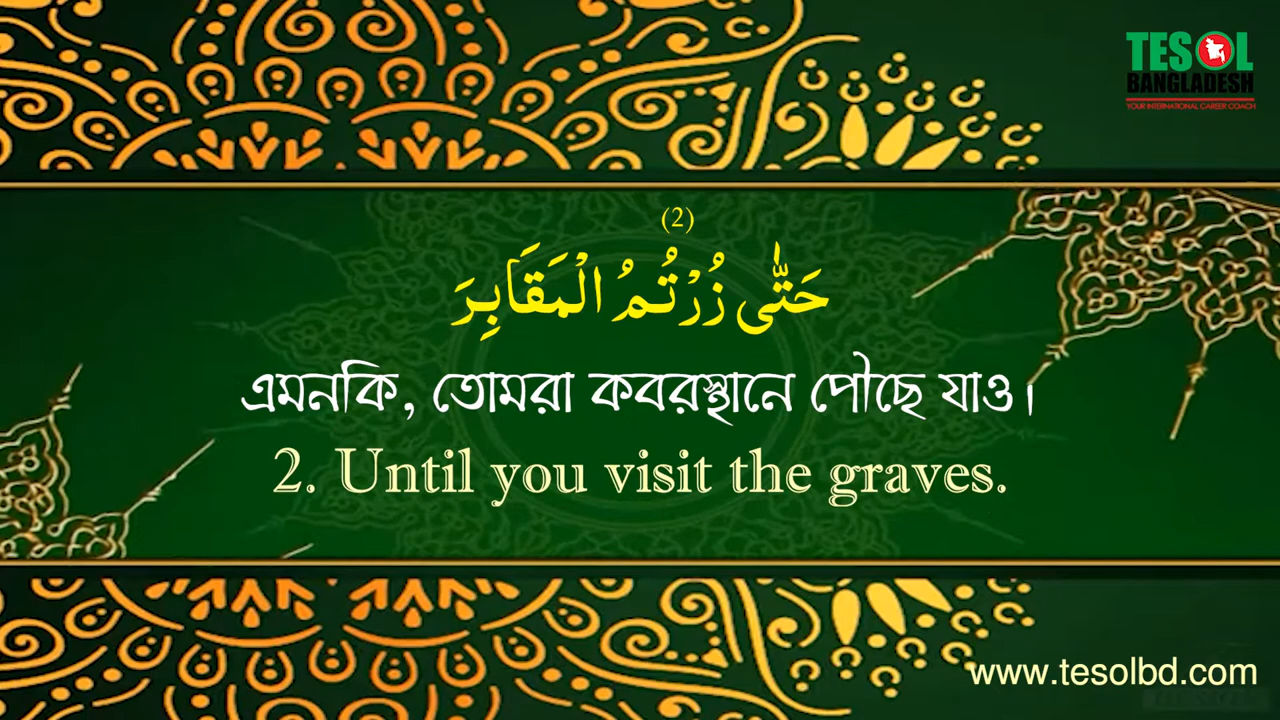 TESOL
BANGLADESH
YOUR INTERNATIONAL CAREER COACH
(2)
حَتَّىٰ زُرْتُمُ الْمَقَابِرَ
এমনকি, তোমরা কবরস্থানে পৌছে যাও।
2. Until you visit the graves.
www.tesolbd.com